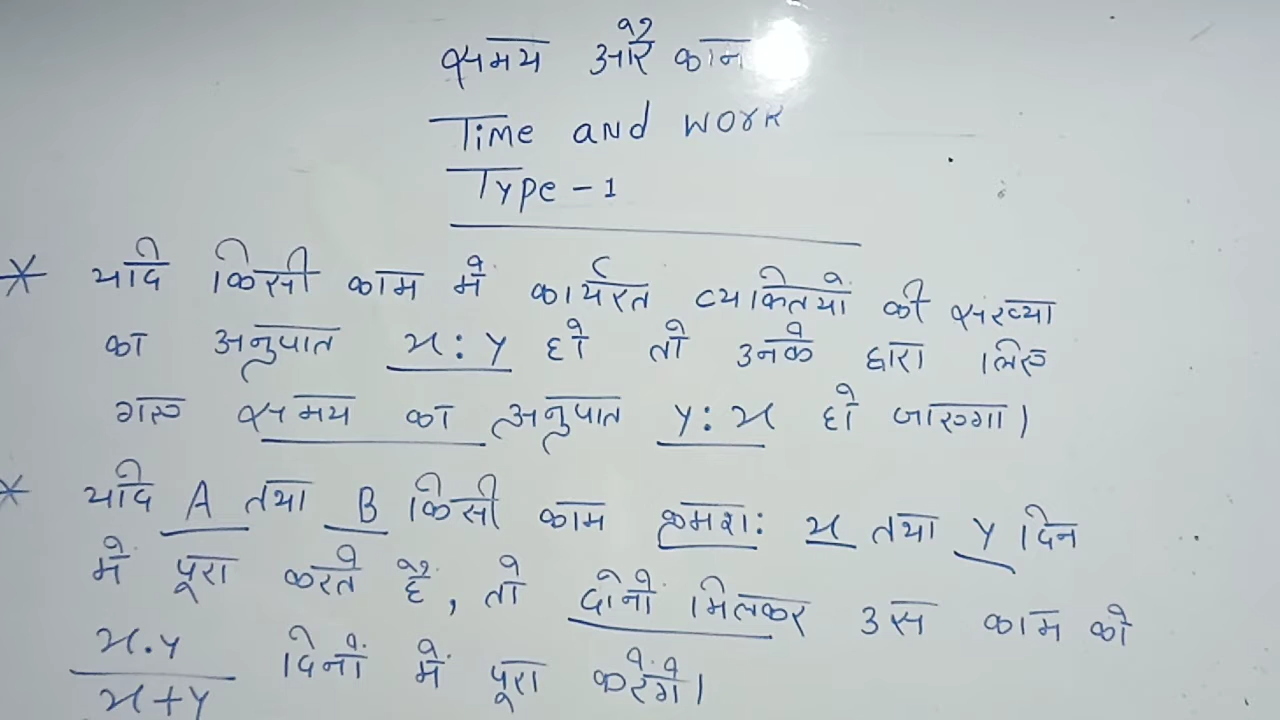 समय और काम
Time and work
Type - 1
* यदि किसी काम में कार्यरत व्यक्तियों की संख्या
का अनुपात x : y हो तो उनके द्वारा लिए
गए समय का अनुपात y : x हो जाएगा।
* यदि A तथा B किसी काम क्रमशः x तथा y दिन
में पूरा करते है, तो दोनों मिलकर उस काम को
x.y / x+y दिनों में पूरा करेंगे।